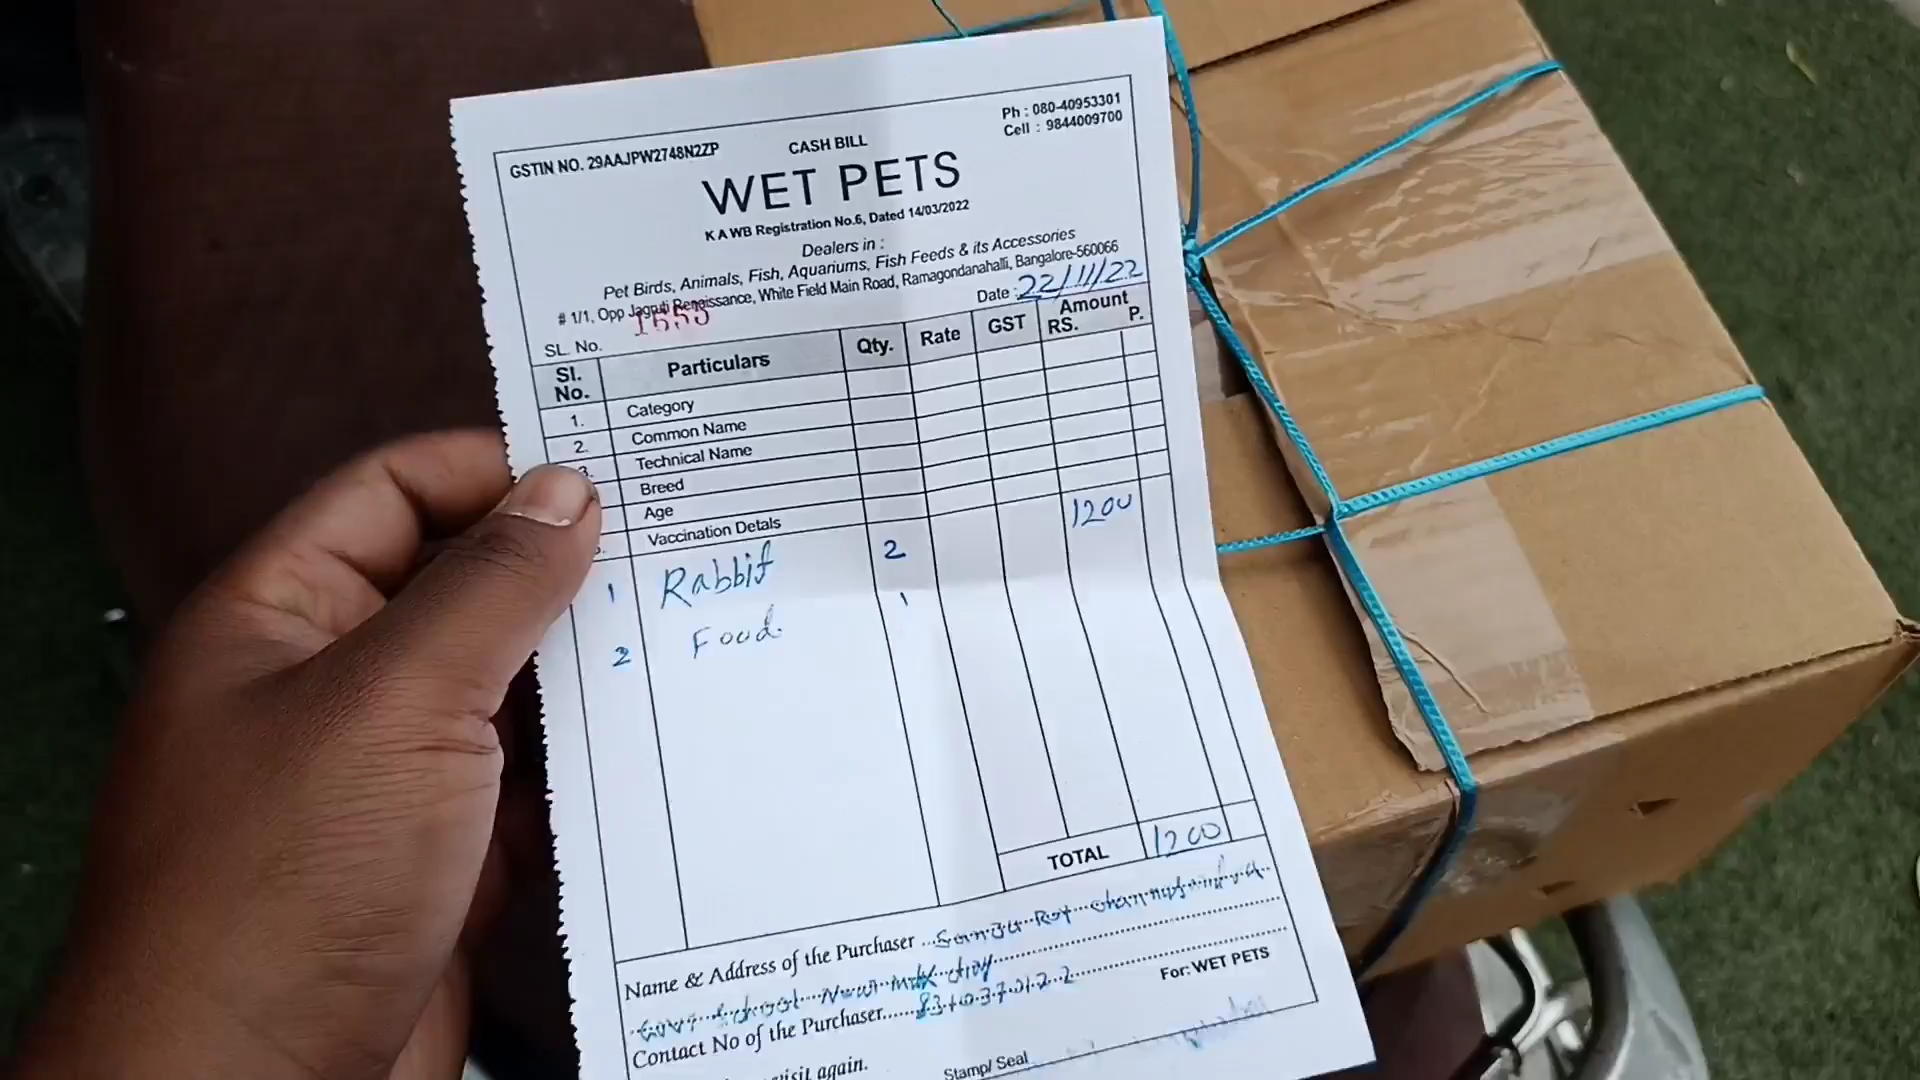 GSTIN NO. 29AAJPW2748N2ZP
CASH BILL
Ph : 080-40953301
Cell : 9844009700
WET PETS
K A WB Registration No.6, Dated 14/03/2022
Dealers in :
Pet Birds, Animals, Fish, Aquariums, Fish Feeds & its Accessories
# 1/1, Opp Jagruti Renaissance, White Field Main Road, Ramagondanahalli, Bangalore-560066
SL. No.
Date : 22/11/22
Sl. No. Particulars Qty. Rate GST Amount RS. P.
1. Category
2. Common Name
3. Technical Name
Breed
Age
Vaccination Detals
1 Rabbit 2 1200
2 Food 1
TOTAL 1200
Name & Address of the Purchaser
Contact No of the Purchaser
For: WET PETS
visit again.
Stamp/ Seal